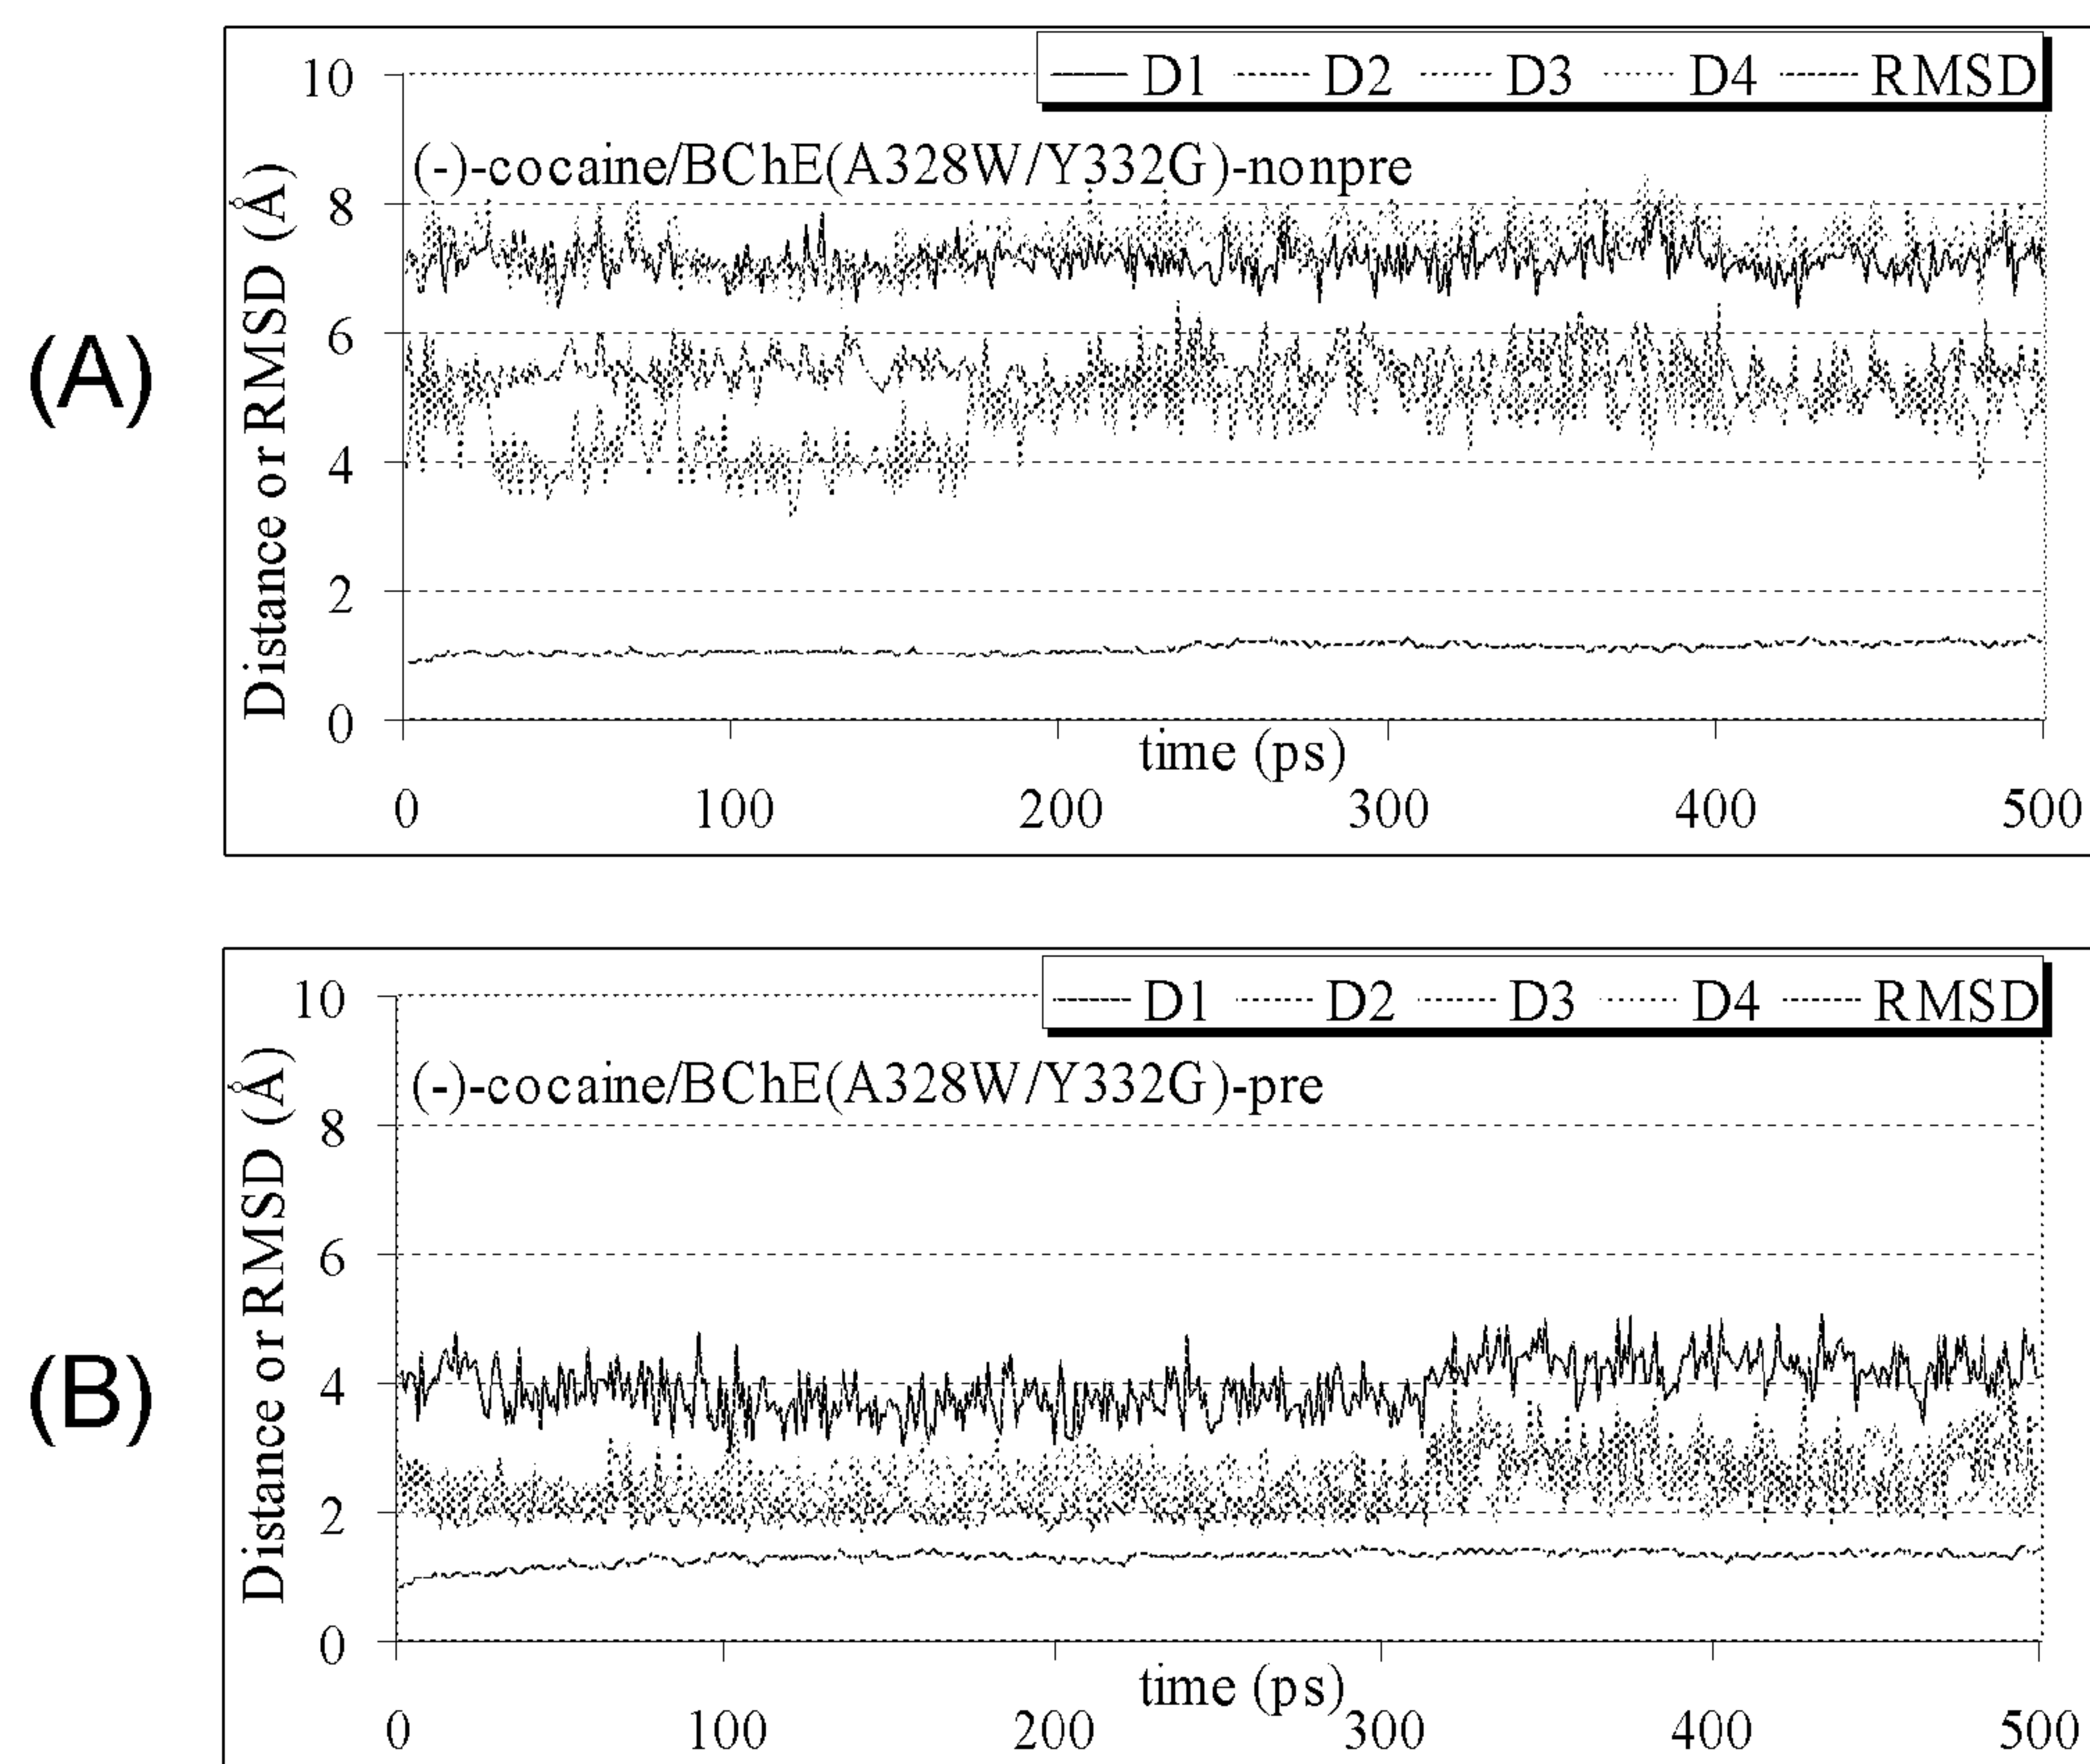 (A)
Distance or RMSD (Å)
10
8
6
4
2
0
D1 D2 D3 D4 RMSD
(-)-cocaine/BChE(A328W/Y332G)-nonpre
time (ps)
0 100 200 300 400 500
(B)
Distance or RMSD (Å)
10
8
6
4
2
0
D1 D2 D3 D4 RMSD
(-)-cocaine/BChE(A328W/Y332G)-pre
time (ps)
0 100 200 300 400 500